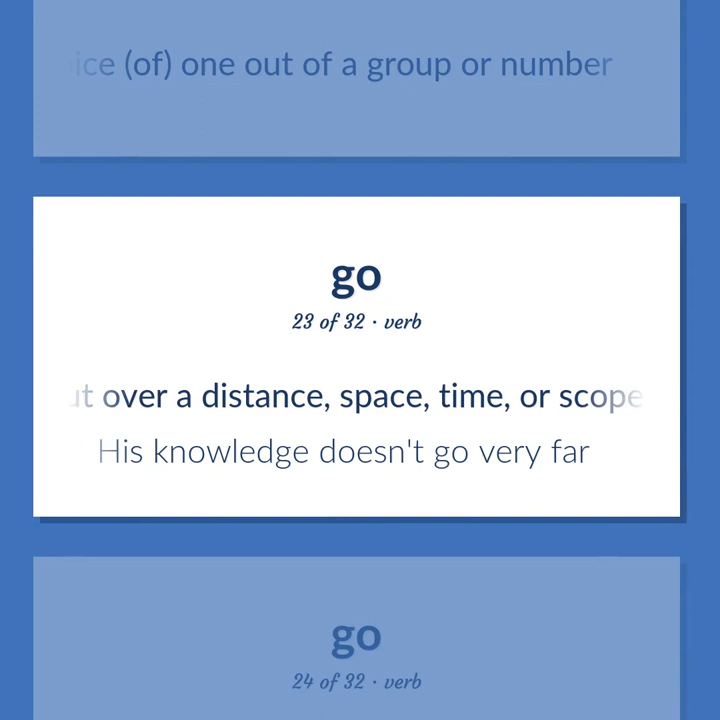 (of) one out of a group or number
go
23 of 32 · verb
over a distance, space, time, or scope
His knowledge doesn't go very far
go
24 of 32 · verb